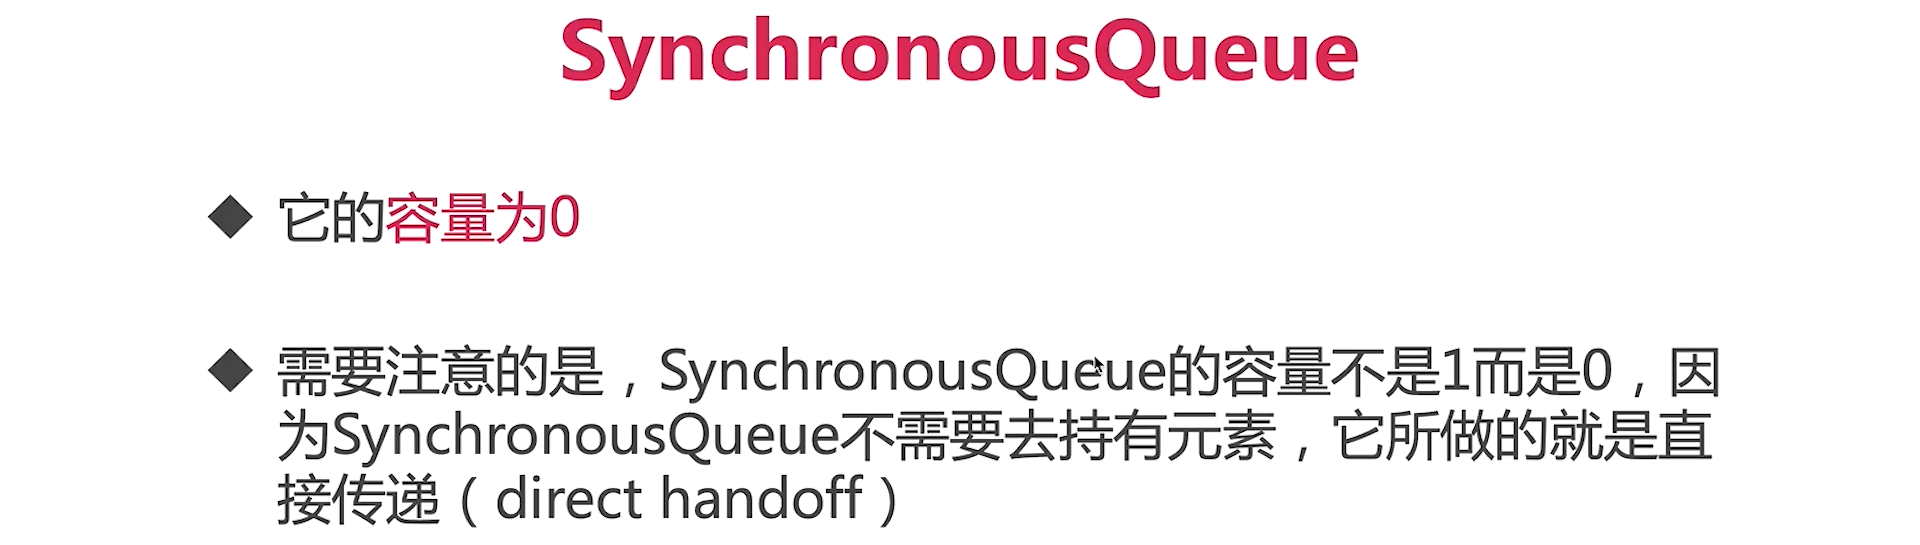 SynchronousQueue
它的容量为0
需要注意的是，SynchronousQueue的容量不是1而是0，因
为SynchronousQueue不需要去持有元素，它所做的就是直
接传递（direct handoff）